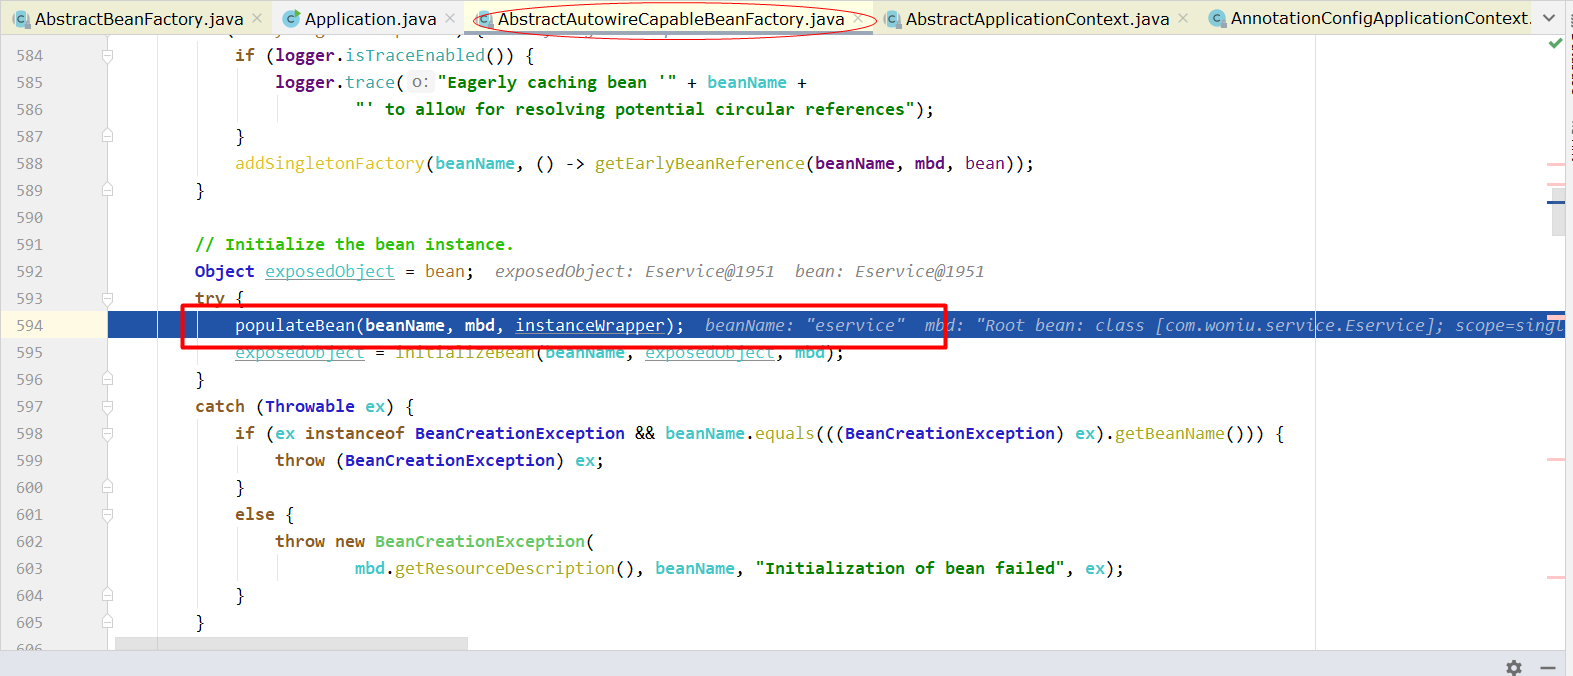 AbstractBeanFactory.java Application.java AbstractAutowireCapableBeanFactory.java AbstractApplicationContext.java AnnotationConfigApplicationContext.
584 if (logger.isTraceEnabled()) {
585 logger.trace( o: "Eagerly caching bean '" + beanName +
586 "' to allow for resolving potential circular references");
587 }
588 addSingletonFactory(beanName, () -> getEarlyBeanReference(beanName, mbd, bean));
589 }
590
591 // Initialize the bean instance.
592 Object exposedObject = bean; exposedObject: Eservice@1951 bean: Eservice@1951
593 try {
594 populateBean(beanName, mbd, instanceWrapper); beanName: "eservice" mbd: "Root bean: class [com.woniu.service.Eservice]; scope=singl
595 exposedObject = initializeBean(beanName, exposedObject, mbd);
596 }
597 catch (Throwable ex) {
598 if (ex instanceof BeanCreationException && beanName.equals(((BeanCreationException) ex).getBeanName())) {
599 throw (BeanCreationException) ex;
600 }
601 else {
602 throw new BeanCreationException(
603 mbd.getResourceDescription(), beanName, "Initialization of bean failed", ex);
604 }
605 }
606